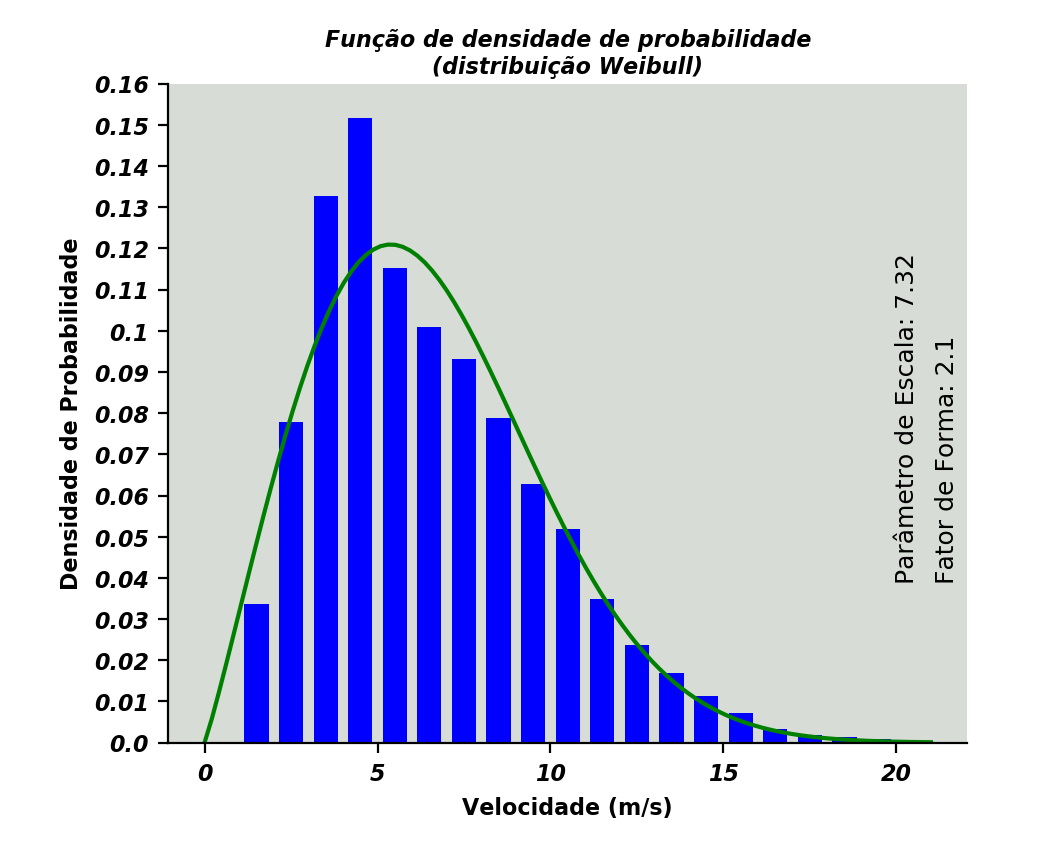 Função de densidade de probabilidade
(distribuição Weibull)
0.16
0.15
0.14
0.13
0.12
0.11
0.1
0.09
0.08
0.07
0.06
0.05
0.04
0.03
0.02
0.01
0.0
Densidade de Probabilidade
Parâmetro de Escala: 7.32
Fator de Forma: 2.1
0 5 10 15 20
Velocidade (m/s)